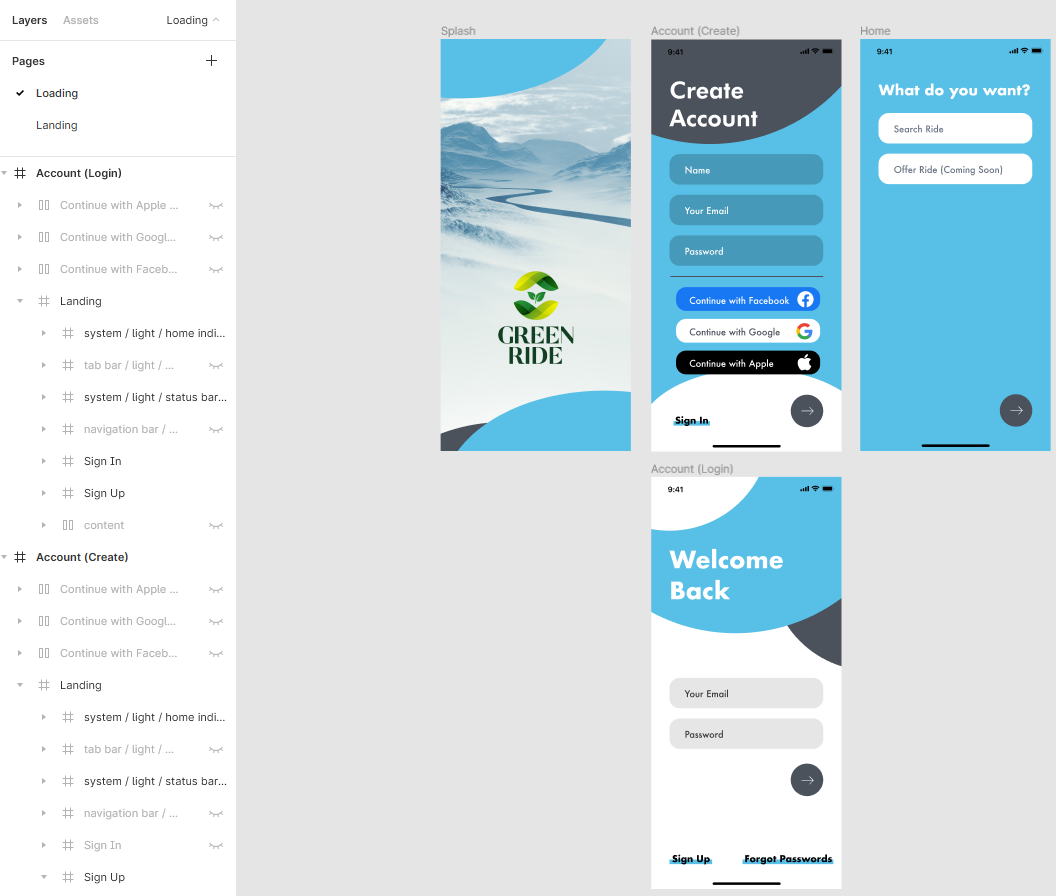 Layers
Assets
Loading
Pages
Loading
Landing
Account (Login)
Continue with Apple ...
Continue with Googl...
Continue with Faceb...
Landing
system / light / home indi...
tab bar / light / ...
system / light / status bar...
navigation bar / ...
Sign In
Sign Up
content
Account (Create)
Continue with Apple ...
Continue with Googl...
Continue with Faceb...
Landing
system / light / home indi...
tab bar / light / ...
system / light / status bar...
navigation bar / ...
Sign In
Sign Up
Splash
GREEN
RIDE
Account (Create)
9:41
Create
Account
Name
Your Email
Password
Continue with Facebook
Continue with Google
Continue with Apple
Sign In
Home
9:41
What do you want?
Search Ride
Offer Ride (Coming Soon)
Account (Login)
9:41
Welcome
Back
Your Email
Password
Sign Up
Forgot Passwords